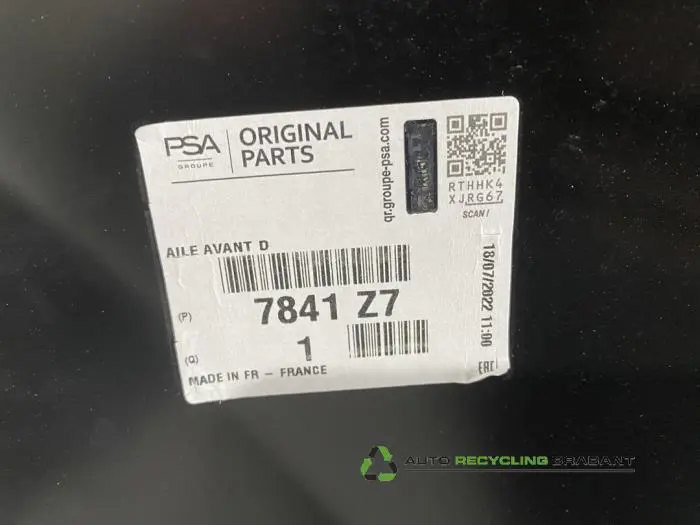 PSA
GROUPE
ORIGINAL
PARTS
qr.groupe-psa.com
RTHHK4
XJRG67
SCAN!
AILE AVANT D
(P)
7841 Z7
(Q)
1
MADE IN FR - FRANCE
18/07/2022 11:00
EAC
AUTO RECYCLING BRABANT